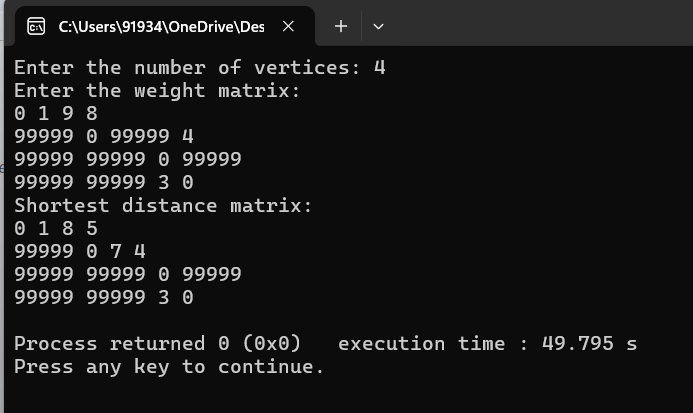 C:\Users\91934\OneDrive\Des
Enter the number of vertices: 4
Enter the weight matrix:
0 1 9 8
99999 0 99999 4
99999 99999 0 99999
99999 99999 3 0
Shortest distance matrix:
0 1 8 5
99999 0 7 4
99999 99999 0 99999
99999 99999 3 0
Process returned 0 (0x0)   execution time : 49.795 s
Press any key to continue.